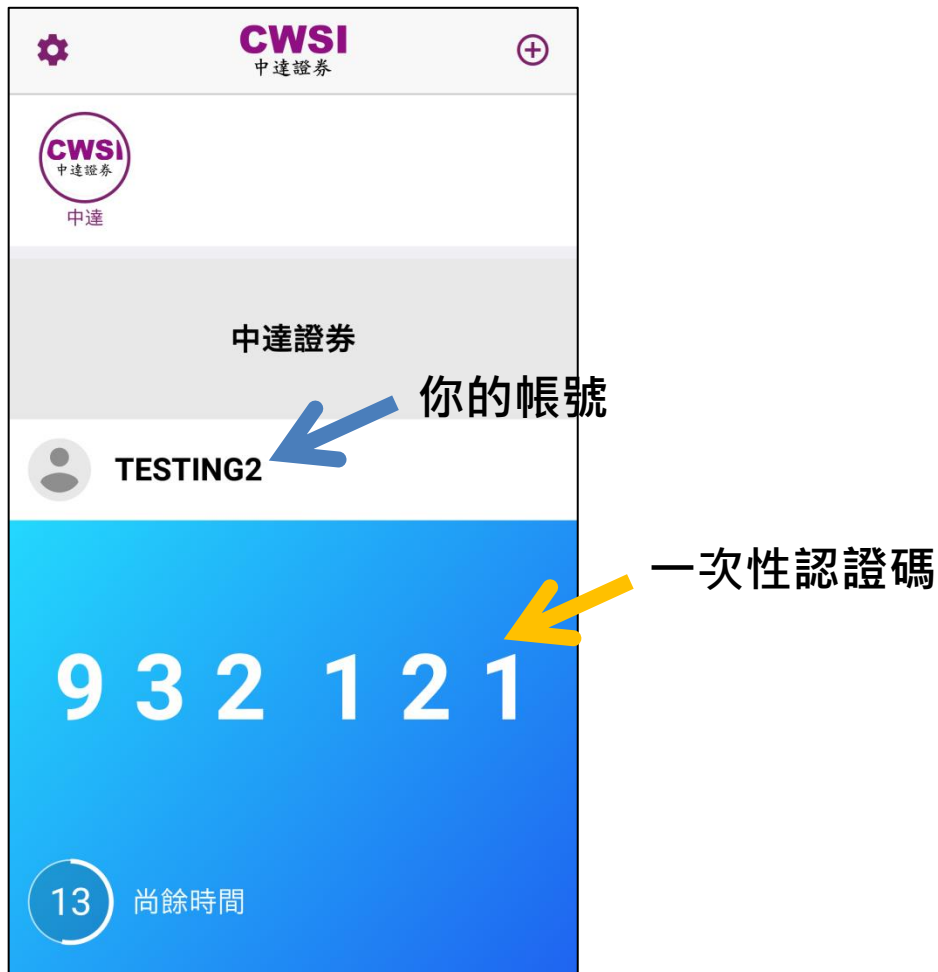 CWSI
中達證券
CWSI
中達證券
中達
中達證券
你的帳號
TESTING2
一次性認證碼
932 121
13 尚餘時間